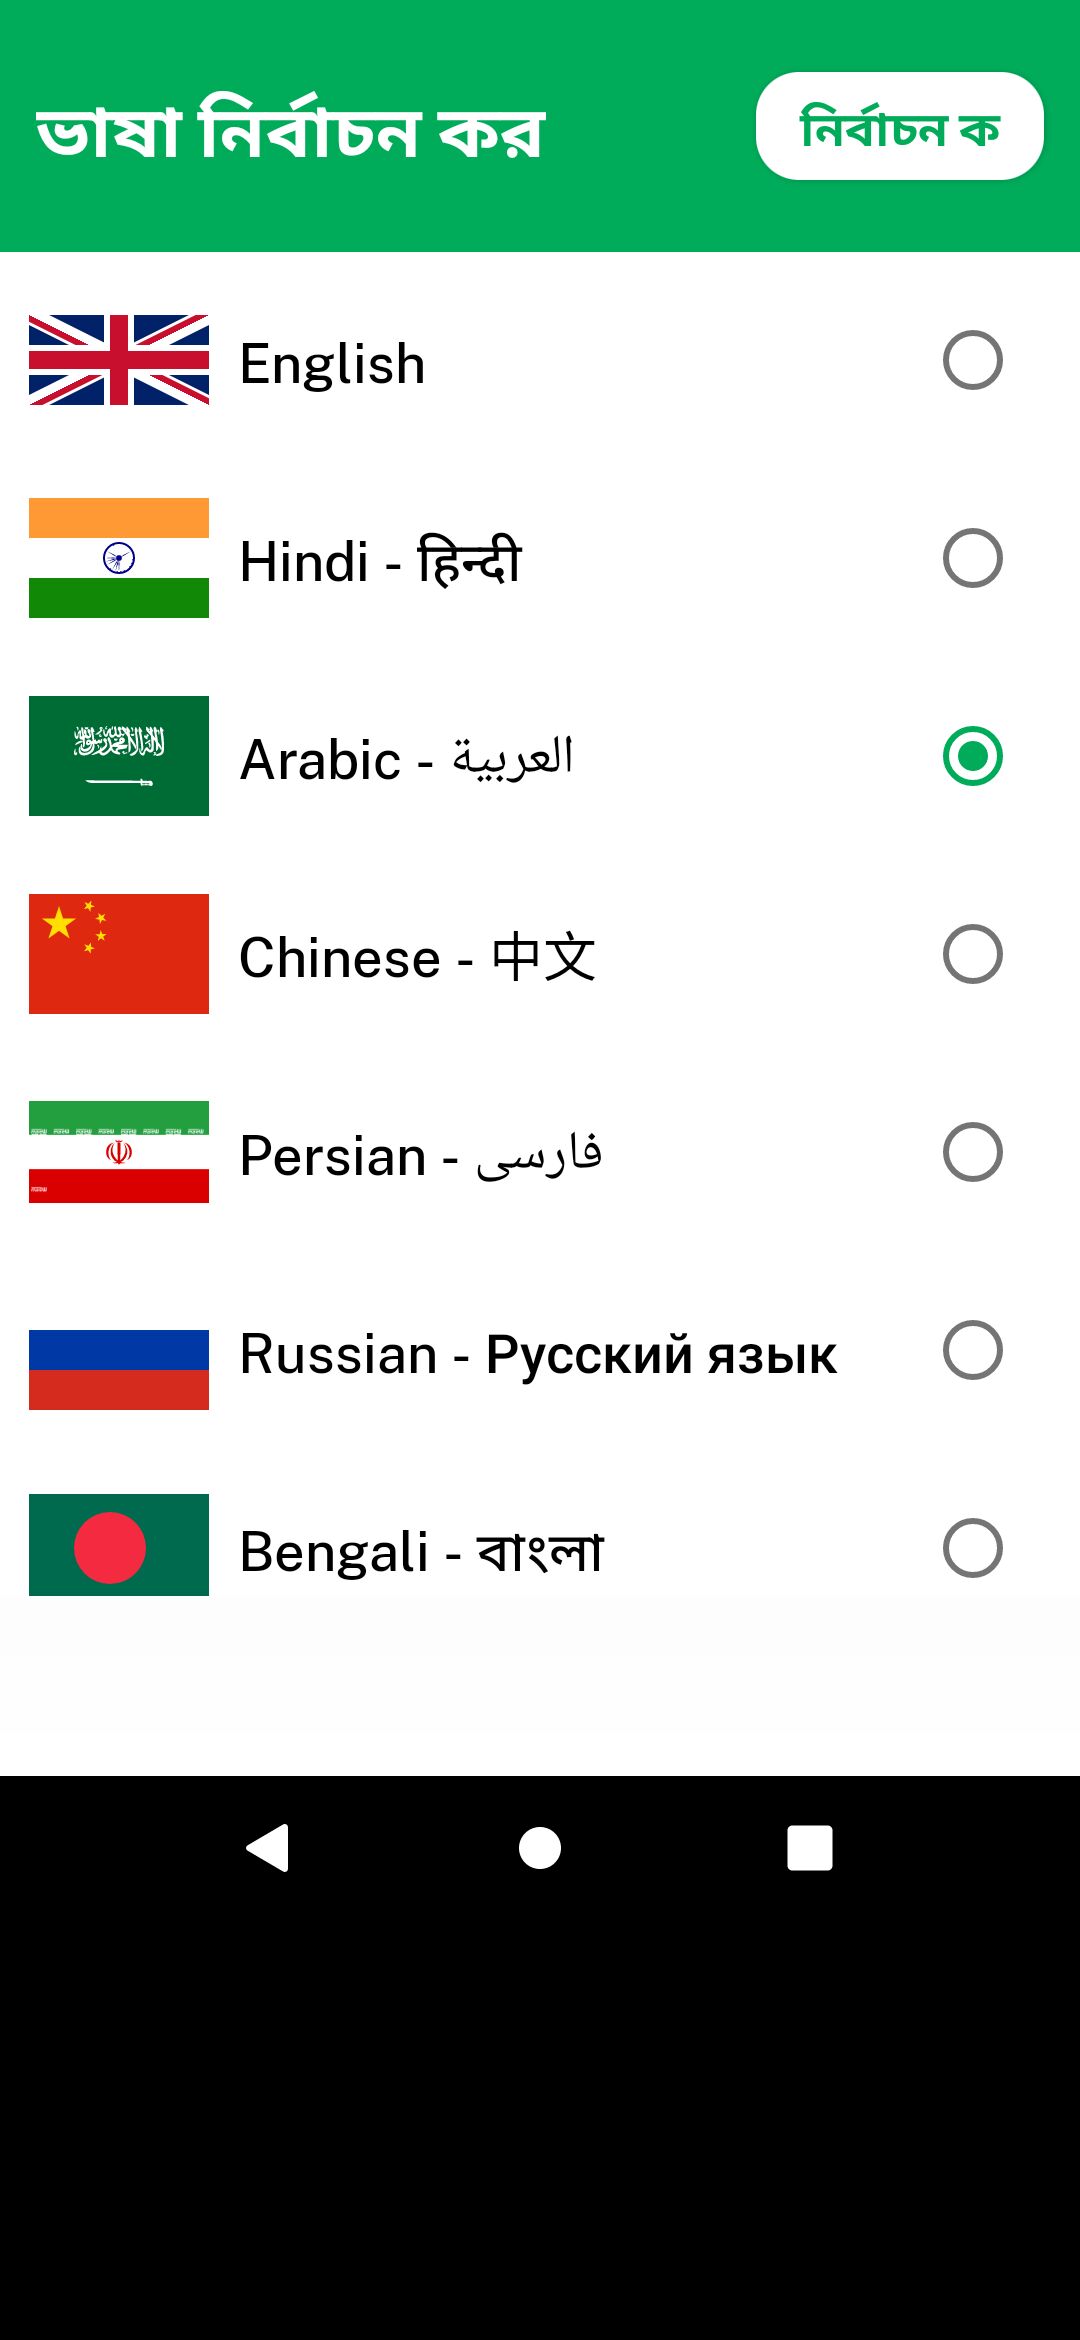 ভাষা নির্বাচন কর
নির্বাচন ক
English
Hindi - हिन्दी
Arabic - العربية
Chinese - 中文
Persian - فارسی
Russian - Русский язык
Bengali - বাংলা